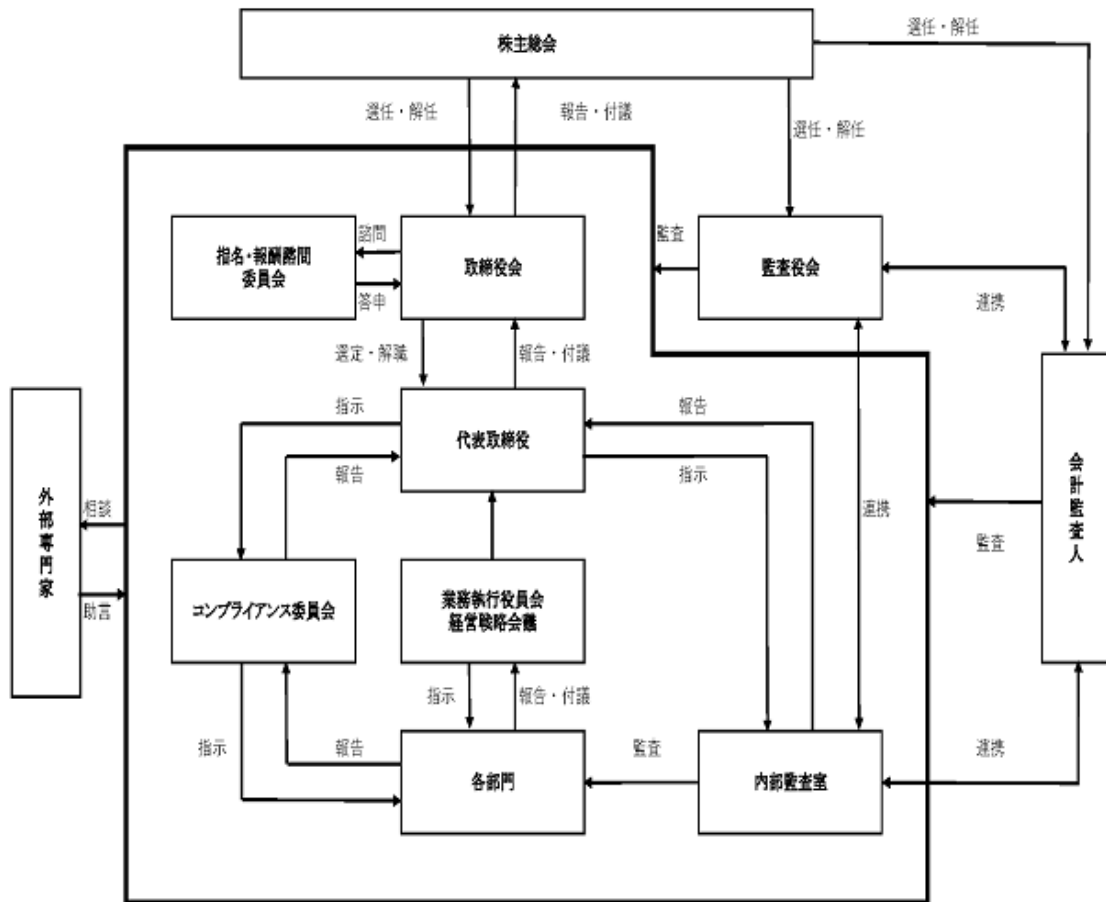 株主総会
選任・解任
選任・解任
報告・付議
選任・解任
指名・報酬諮問
委員会
諮問
答申
取締役会
監査
監査役会
連携
選定・解職
報告・付議
指示
報告
代表取締役
報告
指示
連携
外部専門家
相談
助言
会計監査人
監査
コンプライアンス委員会
業務執行役員会
経営戦略会議
指示
報告・付議
指示
報告
各部門
監査
内部監査室
連携